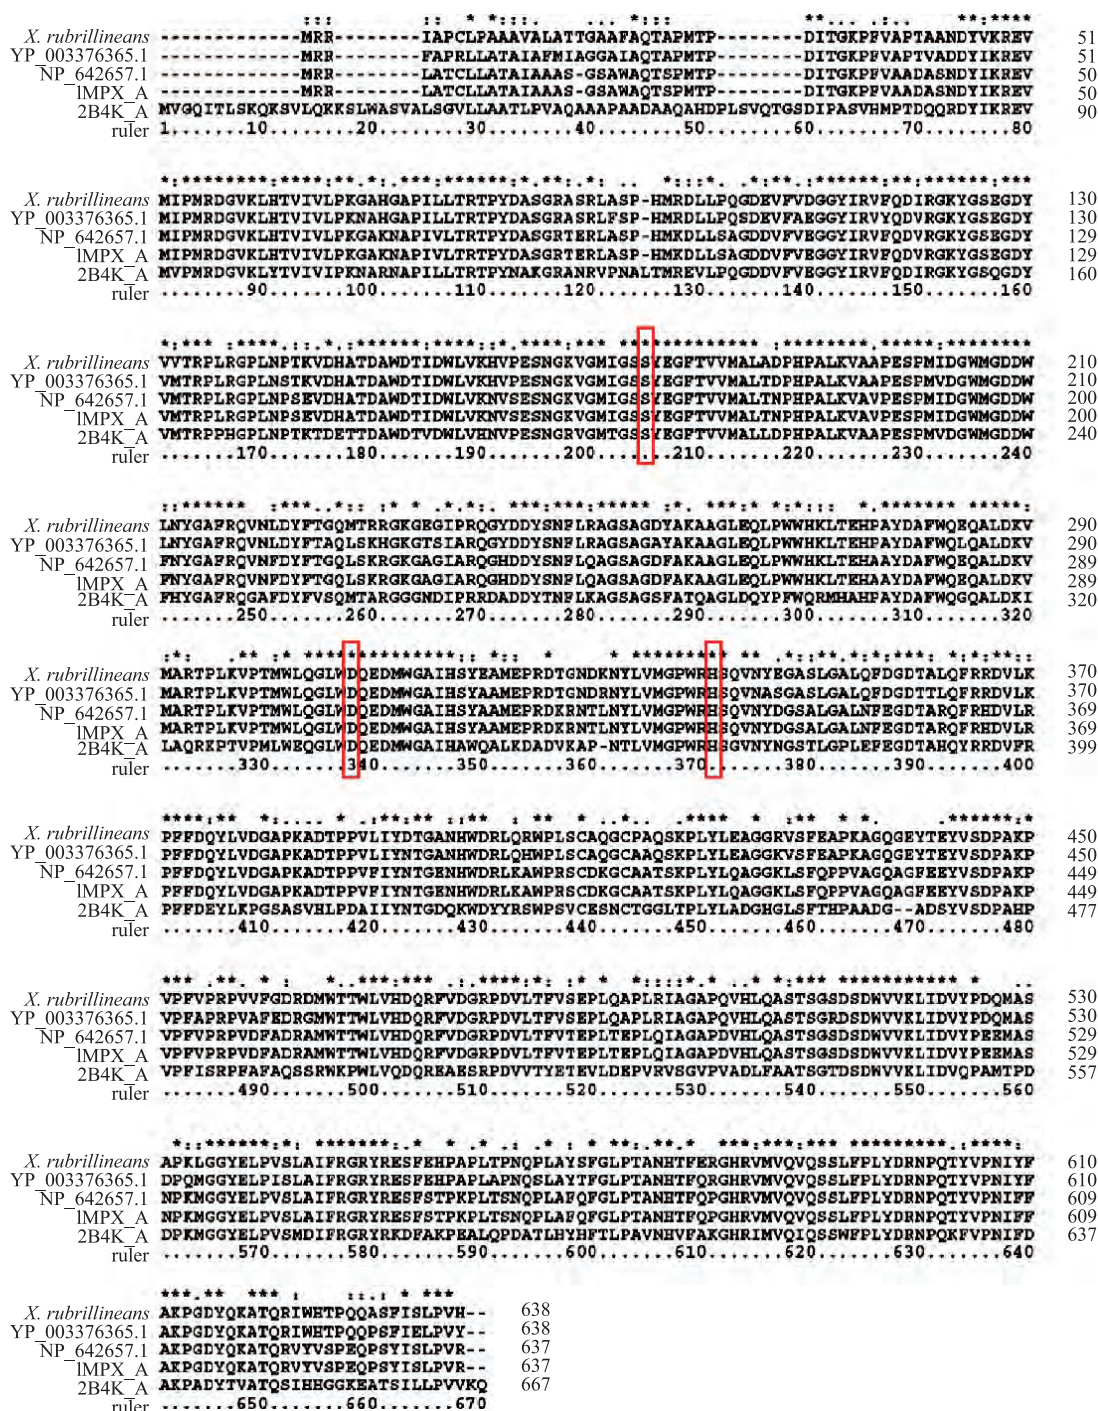 X. rubrillineans -------------MRR--------IAPCLPAAAVALATTGAAFAQTAPMTP--------DITGKPFVAPTAANDYVKREV 51
YP_003376365.1 -------------MRR--------FAPRLLATAIAFMIAGGAIAQTAPMTP--------DITGKPFVAPTVADDYVKREV 51
NP_642657.1 -------------MRR--------LATCLLATAIAAAS-GSAWAQTSPMTP--------DITGKPFVAADASNDYIKREV 50
1MPX_A -------------MRR--------LATCLLATAIAAAS-GSAWAQTSPMTP--------DITGKPFVAADASNDYIKREV 50
2B4K_A MVGQITLSKQKSVLQKKSLWASVALSGVLLAATLPVAQAAAPAADAAQAHDPLSVQTGSDIPASVHMPTDQQRDYIKREV 90
ruler 1.......10........20........30........40........50........60........70........80
X. rubrillineans MIPMRDGVKLHTVIVLPKGAHGAPILLTRTPYDASGRASRLASP-HMRDLLPQGDEVFVDGGYIRVFQDIRGKYGSEGDY 130
YP_003376365.1 MIPMRDGVKLHTVIVLPKNAHGAPILLTRTPYDASGRASRLFSP-HMRDLLPQSDEVFAEGGYIRVYQDVRGKYGSEGDY 130
NP_642657.1 MIPMRDGVKLHTVIVLPKGAKNAPIVLTRTPYDASGRTERLASP-HMKDLLSAGDDVFVEGGYIRVFQDVRGKYGSEGDY 129
1MPX_A MIPMRDGVKLHTVIVLPKGAKNAPIVLTRTPYDASGRTERLASP-HMKDLLSAGDDVFVEGGYIRVFQDVRGKYGSEGDY 129
2B4K_A MVPMRDGVKLYTVIVIPKNARNAPILLTRTPYNAKGRANRVPNALTMREVLPQGDDVFVEGGYIRVFQDIRGKYGSQGDY 160
ruler ........90.......100.......110.......120.......130.......140.......150.......160
X. rubrillineans VVTRPLRGPLNPTKVDHATDAWDTIDWLVKHVPESNGKVGMIGSSYEGFTVVMALADPHPALKVAAPESPMIDGWMGDDW 210
YP_003376365.1 VMTRPLRGPLNSTKVDHATDAWDTIDWLVKHVPESNGKVGMIGSSYEGFTVVMALTDPHPALKVAAPESPMVDGWMGDDW 210
NP_642657.1 VMTRPLRGPLNPSEVDHATDAWDTIDWLVKNVSESNGKVGMIGSSYEGFTVVMALTNPHPALKVAVPESPMIDGWMGDDW 200
1MPX_A VMTRPLRGPLNPSEVDHATDAWDTIDWLVKNVSESNGKVGMIGSSYEGFTVVMALTNPHPALKVAVPESPMIDGWMGDDW 200
2B4K_A VMTRPPHGPLNPTKTDETTDAWDTVDWLVHNVPESNGRVGMTGSSYEGFTVVMALLDPHPALKVAAPESPMVDGWMGDDW 240
ruler .......170.......180.......190.......200.......210.......220.......230.......240
X. rubrillineans LNYGAFRQVNLDYFTGQMTRRGKGEGIPRQGYDDYSNFLRAGSAGDYAKAAGLEQLPWWHKLTEHPAYDAFWQEQALDKV 290
YP_003376365.1 LNYGAFRQVNLDYFTAQLSKHGKGTSIARQGYDDYSNFLRAGSAGAYAKAAGLEQLPWWHKLTEHPAYDAFWQLQALDKV 290
NP_642657.1 FNYGAFRQVNFDYFTGQLSKRGKGAGIARQGHDDYSNFLQAGSAGDFAKAAGLEQLPWWHKLTEHAAYDAFWQEQALDKV 289
1MPX_A FNYGAFRQVNFDYFTGQLSKRGKGAGIARQGHDDYSNFLQAGSAGDFAKAAGLEQLPWWHKLTEHAAYDAFWQEQALDKV 289
2B4K_A FHYGAFRQGAFDYFVSQMTARGGGNDIPRRDADDYTNFLKAGSAGSFATQAGLDQYPFWQRMHAHPAYDAFWQGQALDKI 320
ruler .......250.......260.......270.......280.......290.......300.......310.......320
X. rubrillineans MARTPLKVPTMWLQGLWDQEDMWGAIHSYEAMEPRDTGNDKNYLVMGPWRHSQVNYEGASLGALQFDGDTALQFRRDVLK 370
YP_003376365.1 MARTPLKVPTMWLQGLWDQEDMWGAIHSYAAMEPRDTGNDKNYLVMGPWRHSQVNASGASLGALQFDGDTTLQFRRDVLK 370
NP_642657.1 MARTPLKVPTMWLQGLWDQEDMWGAIHSYAAMEPRDKRNTLNYLVMGPWRHSQVNYDGSALGALNFEGDTARQFRHDVLR 369
1MPX_A MARTPLKVPTMWLQGLWDQEDMWGAIHSYAAMEPRDKRNTLNYLVMGPWRHSQVNYDGSALGALNFEGDTARQFRHDVLR 369
2B4K_A LAQRKPTVPMLWEQGLWDQEDMWGAIHAWQALKDADVKAP-NTLVMGPWRHSGVNYNGSTLGPLEFEGDTAHQYRRDVFR 399
ruler .......330.......340.......350.......360.......370.......380.......390.......400
X. rubrillineans PFFDQYLVDGAPKADTPPVLIYDTGANHWDRLQRWPLSCAQGCPAQSKPLYLEAGGRVSFEAPKAGQGEYTEYVSDPAKP 450
YP_003376365.1 PFFDQYLVDGAPKADTPPVLIYNTGANHWDRLQHWPLSCAQGCAAQSKPLYLEAGGKVSFEAPKAGQGEYTEYVSDPAKP 450
NP_642657.1 PFFDQYLVDGAPKADTPPVFIYNTGENHWDRLKAWPRSCDKGCAATSKPLYLQAGGKLSFQPPVAGQAGFEEYVSDPAKP 449
1MPX_A PFFDQYLVDGAPKADTPPVFIYNTGENHWDRLKAWPRSCDKGCAATSKPLYLQAGGKLSFQPPVAGQAGFEEYVSDPAKP 449
2B4K_A PFFDEYLKPGSASVHLPDAIIYNTGDQKWDYYRSWPSVCESNCTGGLTPLYLADGHGLSFTHPAADG--ADSYVSDPAHP 477
ruler .......410.......420.......430.......440.......450.......460.......470.......480
X. rubrillineans VPFVPRPVVFGDRDMWTTWLVHDQRFVDGRPDVLTFVSEPLQAPLRIAGAPQVHLQASTSGSDSDWVVKLIDVYPDQMAS 530
YP_003376365.1 VPFAPRPVAFEDRGMWTTWLVHDQRFVDGRPDVLTFVSEPLQAPLRIAGAPQVHLQASTSGRDSDWVVKLIDVYPDQMAS 530
NP_642657.1 VPFVPRPVDFADRAMWTTWLVHDQRFVDGRPDVLTFVTEPLTEPLQIAGAPDVHLQASTSGSDSDWVVKLIDVYPEEMAS 529
1MPX_A VPFVPRPVDFADRAMWTTWLVHDQRFVDGRPDVLTFVTEPLTEPLQIAGAPDVHLQASTSGSDSDWVVKLIDVYPEEMAS 529
2B4K_A VPFISRPFAFAQSSRWKPWLVQDQREAESRPDVVTYETEVLDEPVRVSGVPVADLFAATSGTDSDWVVKLIDVQPAMTPD 557
ruler .......490.......500.......510.......520.......530.......540.......550.......560
X. rubrillineans APKLGGYELPVSLAIFRGRYRESFEHPAPLTPNQPLAYSFGLPTANHTFERGHRVMVQVQSSLFPLYDRNPQTYVPNIYF 610
YP_003376365.1 DPQMGGYELPISLAIFRGRYRESFEHPAPLAPNQSLAYTFGLPTANHTFQRGHRVMVQVQSSLFPLYDRNPQTYVPNIYF 610
NP_642657.1 NPKMGGYELPVSLAIFRGRYRESFSTPKPLTSNQPLAFQFGLPTANHTFQPGHRVMVQVQSSLFPLYDRNPQTYVPNIFF 609
1MPX_A NPKMGGYELPVSLAIFRGRYRESFSTPKPLTSNQPLAFQFGLPTANHTFQPGHRVMVQVQSSLFPLYDRNPQTYVPNIFF 609
2B4K_A DPKMGGYELPVSMDIFRGRYRKDFAKPEALQPDATLHYHFTLPAVNHVFAKGHRIMVQIQSSWFPLYDRNPQKFVPNIFD 637
ruler .......570.......580.......590.......600.......610.......620.......630.......640
X. rubrillineans AKPGDYQKATQRIWHTPQQASFISLPVH-- 638
YP_003376365.1 AKPGDYQKATQRIWHTPQQPSFIELPVY-- 638
NP_642657.1 AKPGDYQKATQRVYVSPEQPSYISLPVR-- 637
1MPX_A AKPGDYQKATQRVYVSPEQPSYISLPVR-- 637
2B4K_A AKPADYTVATQSIHHGGKEATSILLPVVKQ 667
ruler .......650.......660.......670